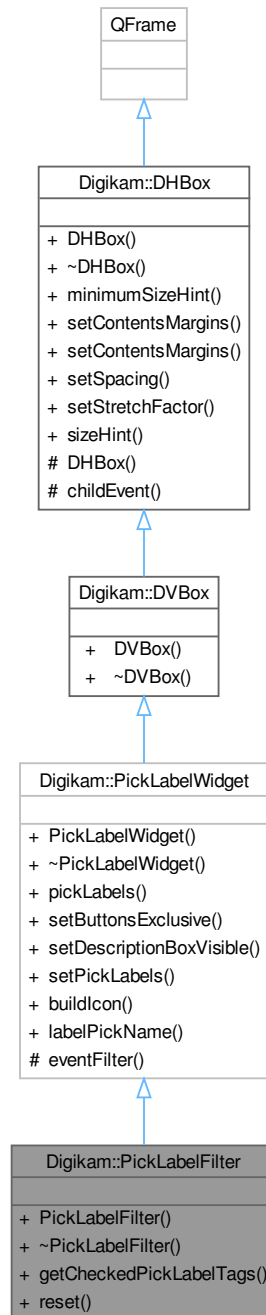 QFrame
Digikam::DHBox
+ DHBox()
+ ~DHBox()
+ minimumSizeHint()
+ setContentsMargins()
+ setContentsMargins()
+ setSpacing()
+ setStretchFactor()
+ sizeHint()
# DHBox()
# childEvent()
Digikam::DVBox
+ DVBox()
+ ~DVBox()
Digikam::PickLabelWidget
+ PickLabelWidget()
+ ~PickLabelWidget()
+ pickLabels()
+ setButtonsExclusive()
+ setDescriptionBoxVisible()
+ setPickLabels()
+ buildIcon()
+ labelPickName()
# eventFilter()
Digikam::PickLabelFilter
+ PickLabelFilter()
+ ~PickLabelFilter()
+ getCheckedPickLabelTags()
+ reset()